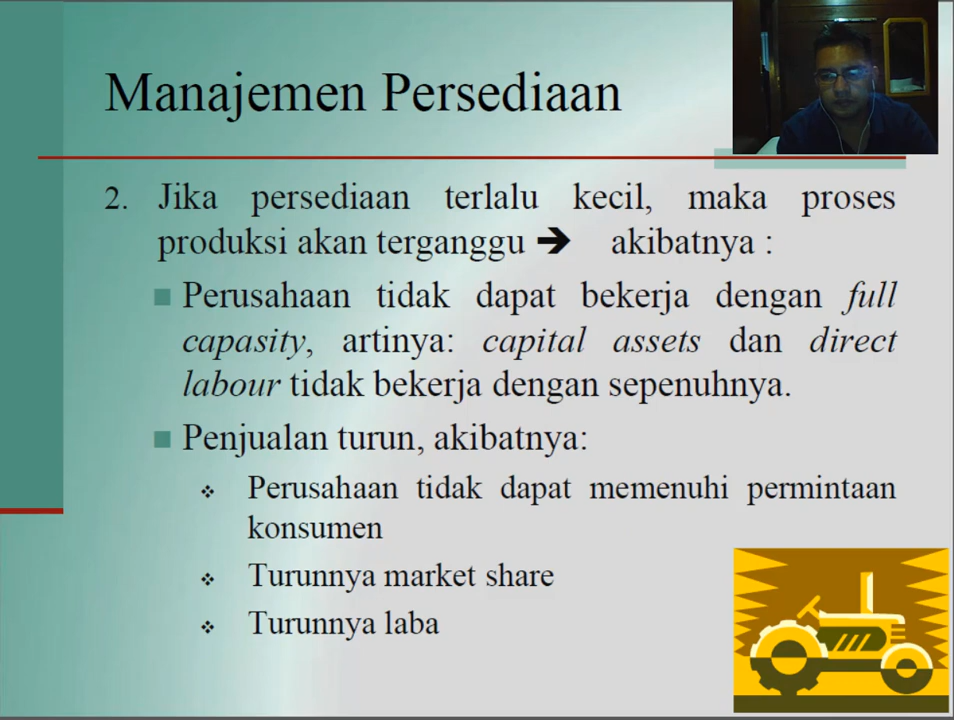 Manajemen Persediaan
2. Jika persediaan terlalu kecil, maka proses
produksi akan terganggu ➔ akibatnya :
■ Perusahaan tidak dapat bekerja dengan full
capasity, artinya: capital assets dan direct
labour tidak bekerja dengan sepenuhnya.
■ Penjualan turun, akibatnya:
❖ Perusahaan tidak dapat memenuhi permintaan
konsumen
❖ Turunnya market share
❖ Turunnya laba